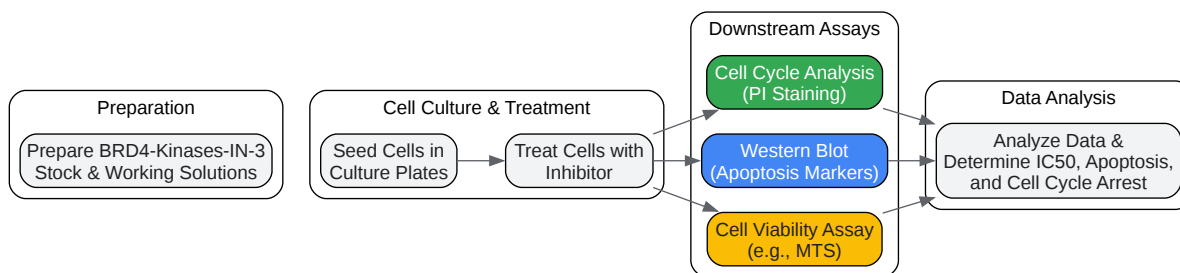 Preparation
Prepare BRD4-Kinases-IN-3
Stock & Working Solutions
Cell Culture & Treatment
Seed Cells in
Culture Plates
Treat Cells with
Inhibitor
Downstream Assays
Cell Cycle Analysis
(PI Staining)
Western Blot
(Apoptosis Markers)
Cell Viability Assay
(e.g., MTS)
Data Analysis
Analyze Data &
Determine IC50, Apoptosis,
and Cell Cycle Arrest